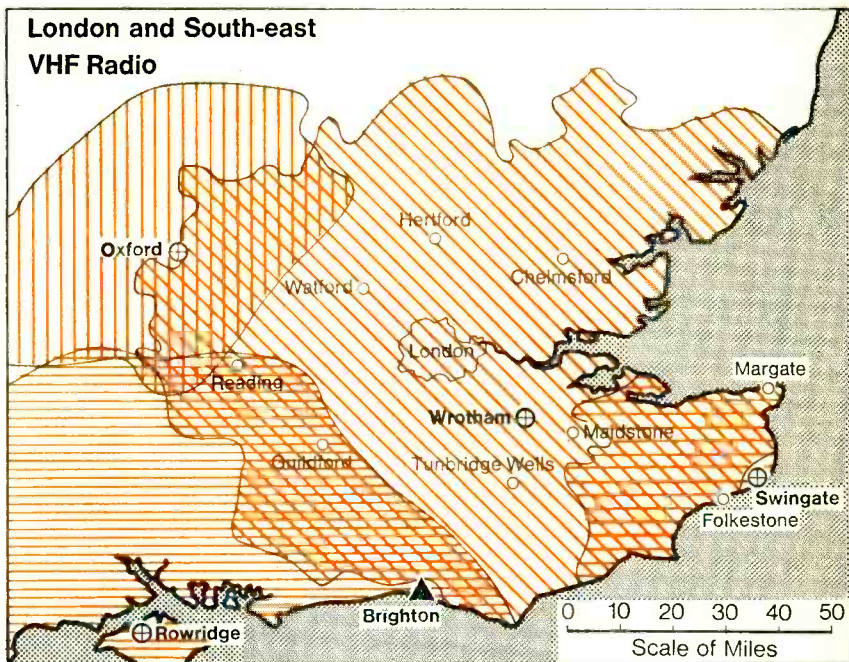 London and South-east
VHF Radio
Hertford
Oxford
Chelmsford
Watford
London
Reading
Margate
Wrotham
Maidstone
Guildford
Tunbridge Wells
Swingate
Folkestone
Brighton
Rowridge
0 10 20 30 40 50
Scale of Miles